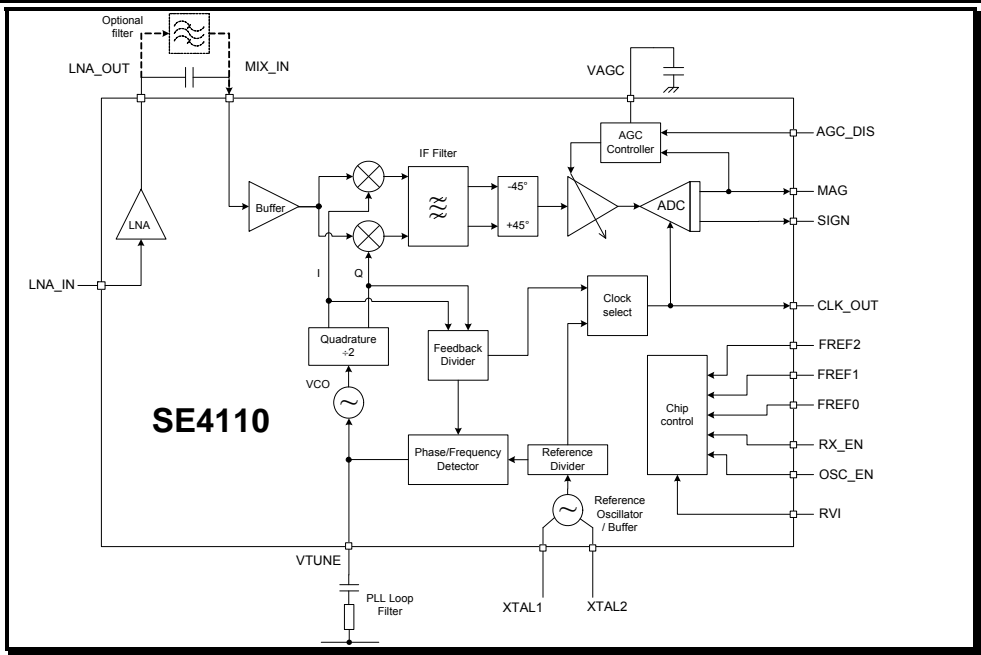 Optional
filter
LNA_OUT
MIX_IN
VAGC
AGC
Controller
AGC_DIS
IF Filter
-45°
+45°
MAG
ADC
SIGN
Buffer
LNA
LNA_IN
I
Q
Clock
select
CLK_OUT
Quadrature
÷2
Feedback
Divider
FREF2
VCO
FREF1
Chip
control
FREF0
SE4110
Phase/Frequency
Detector
Reference
Divider
RX_EN
OSC_EN
Reference
Oscillator
/ Buffer
RVI
VTUNE
PLL Loop
Filter
XTAL1
XTAL2